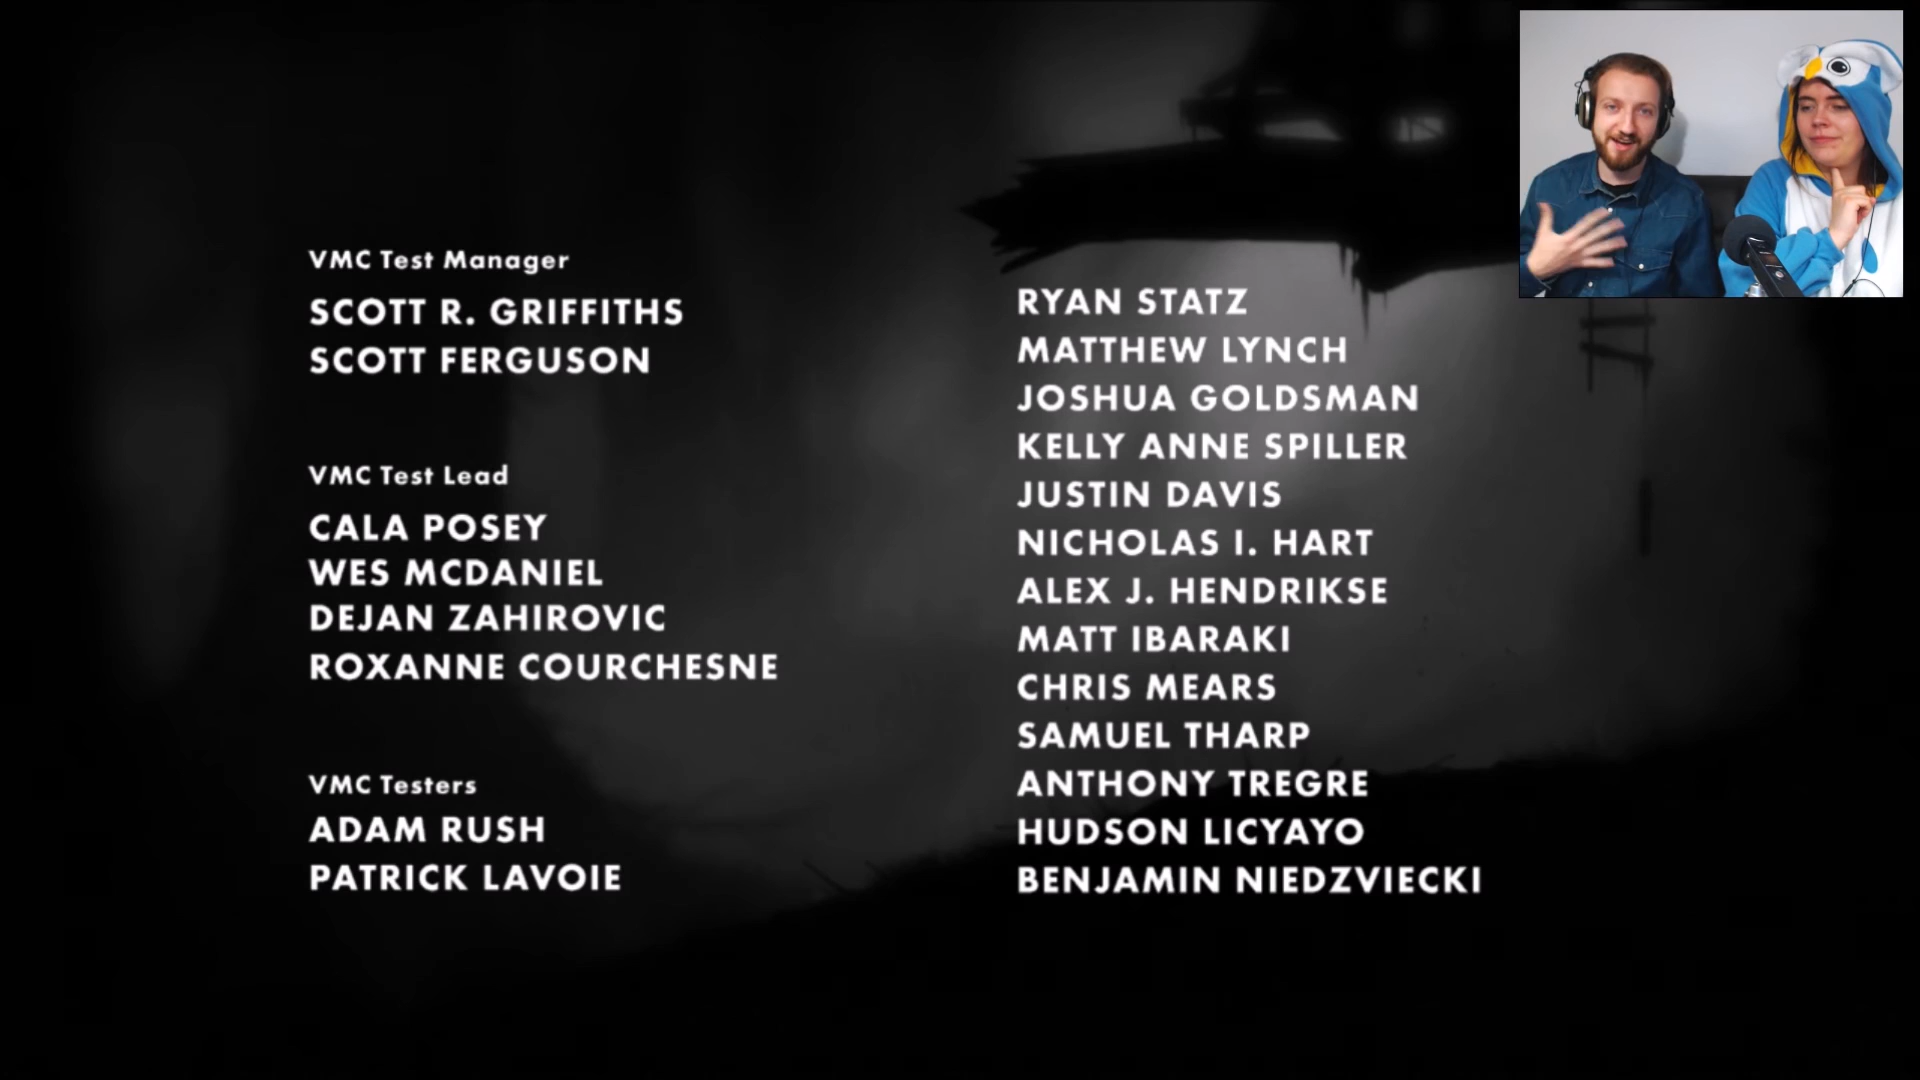 VMC Test Manager
SCOTT R. GRIFFITHS
SCOTT FERGUSON
VMC Test Lead
CALA POSEY
WES MCDANIEL
DEJAN ZAHIROVIC
ROXANNE COURCHESNE
VMC Testers
ADAM RUSH
PATRICK LAVOIE
RYAN STATZ
MATTHEW LYNCH
JOSHUA GOLDSMAN
KELLY ANNE SPILLER
JUSTIN DAVIS
NICHOLAS I. HART
ALEX J. HENDRIKSE
MATT IBARAKI
CHRIS MEARS
SAMUEL THARP
ANTHONY TREGRE
HUDSON LICYAYO
BENJAMIN NIEDZVIECKI